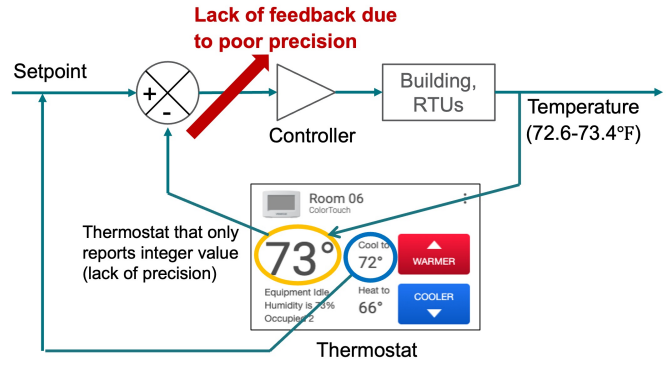 Lack of feedback due
to poor precision
Setpoint
+
-
Controller
Building,
RTUs
Temperature
(72.6-73.4°F)
Thermostat that only
reports integer value
(lack of precision)
Room 06
ColorTouch
73°
Cool to
72°
WARMER
Equipment Idle
Humidity is 73%
Occupied 2
Heat to
66°
COOLER
Thermostat